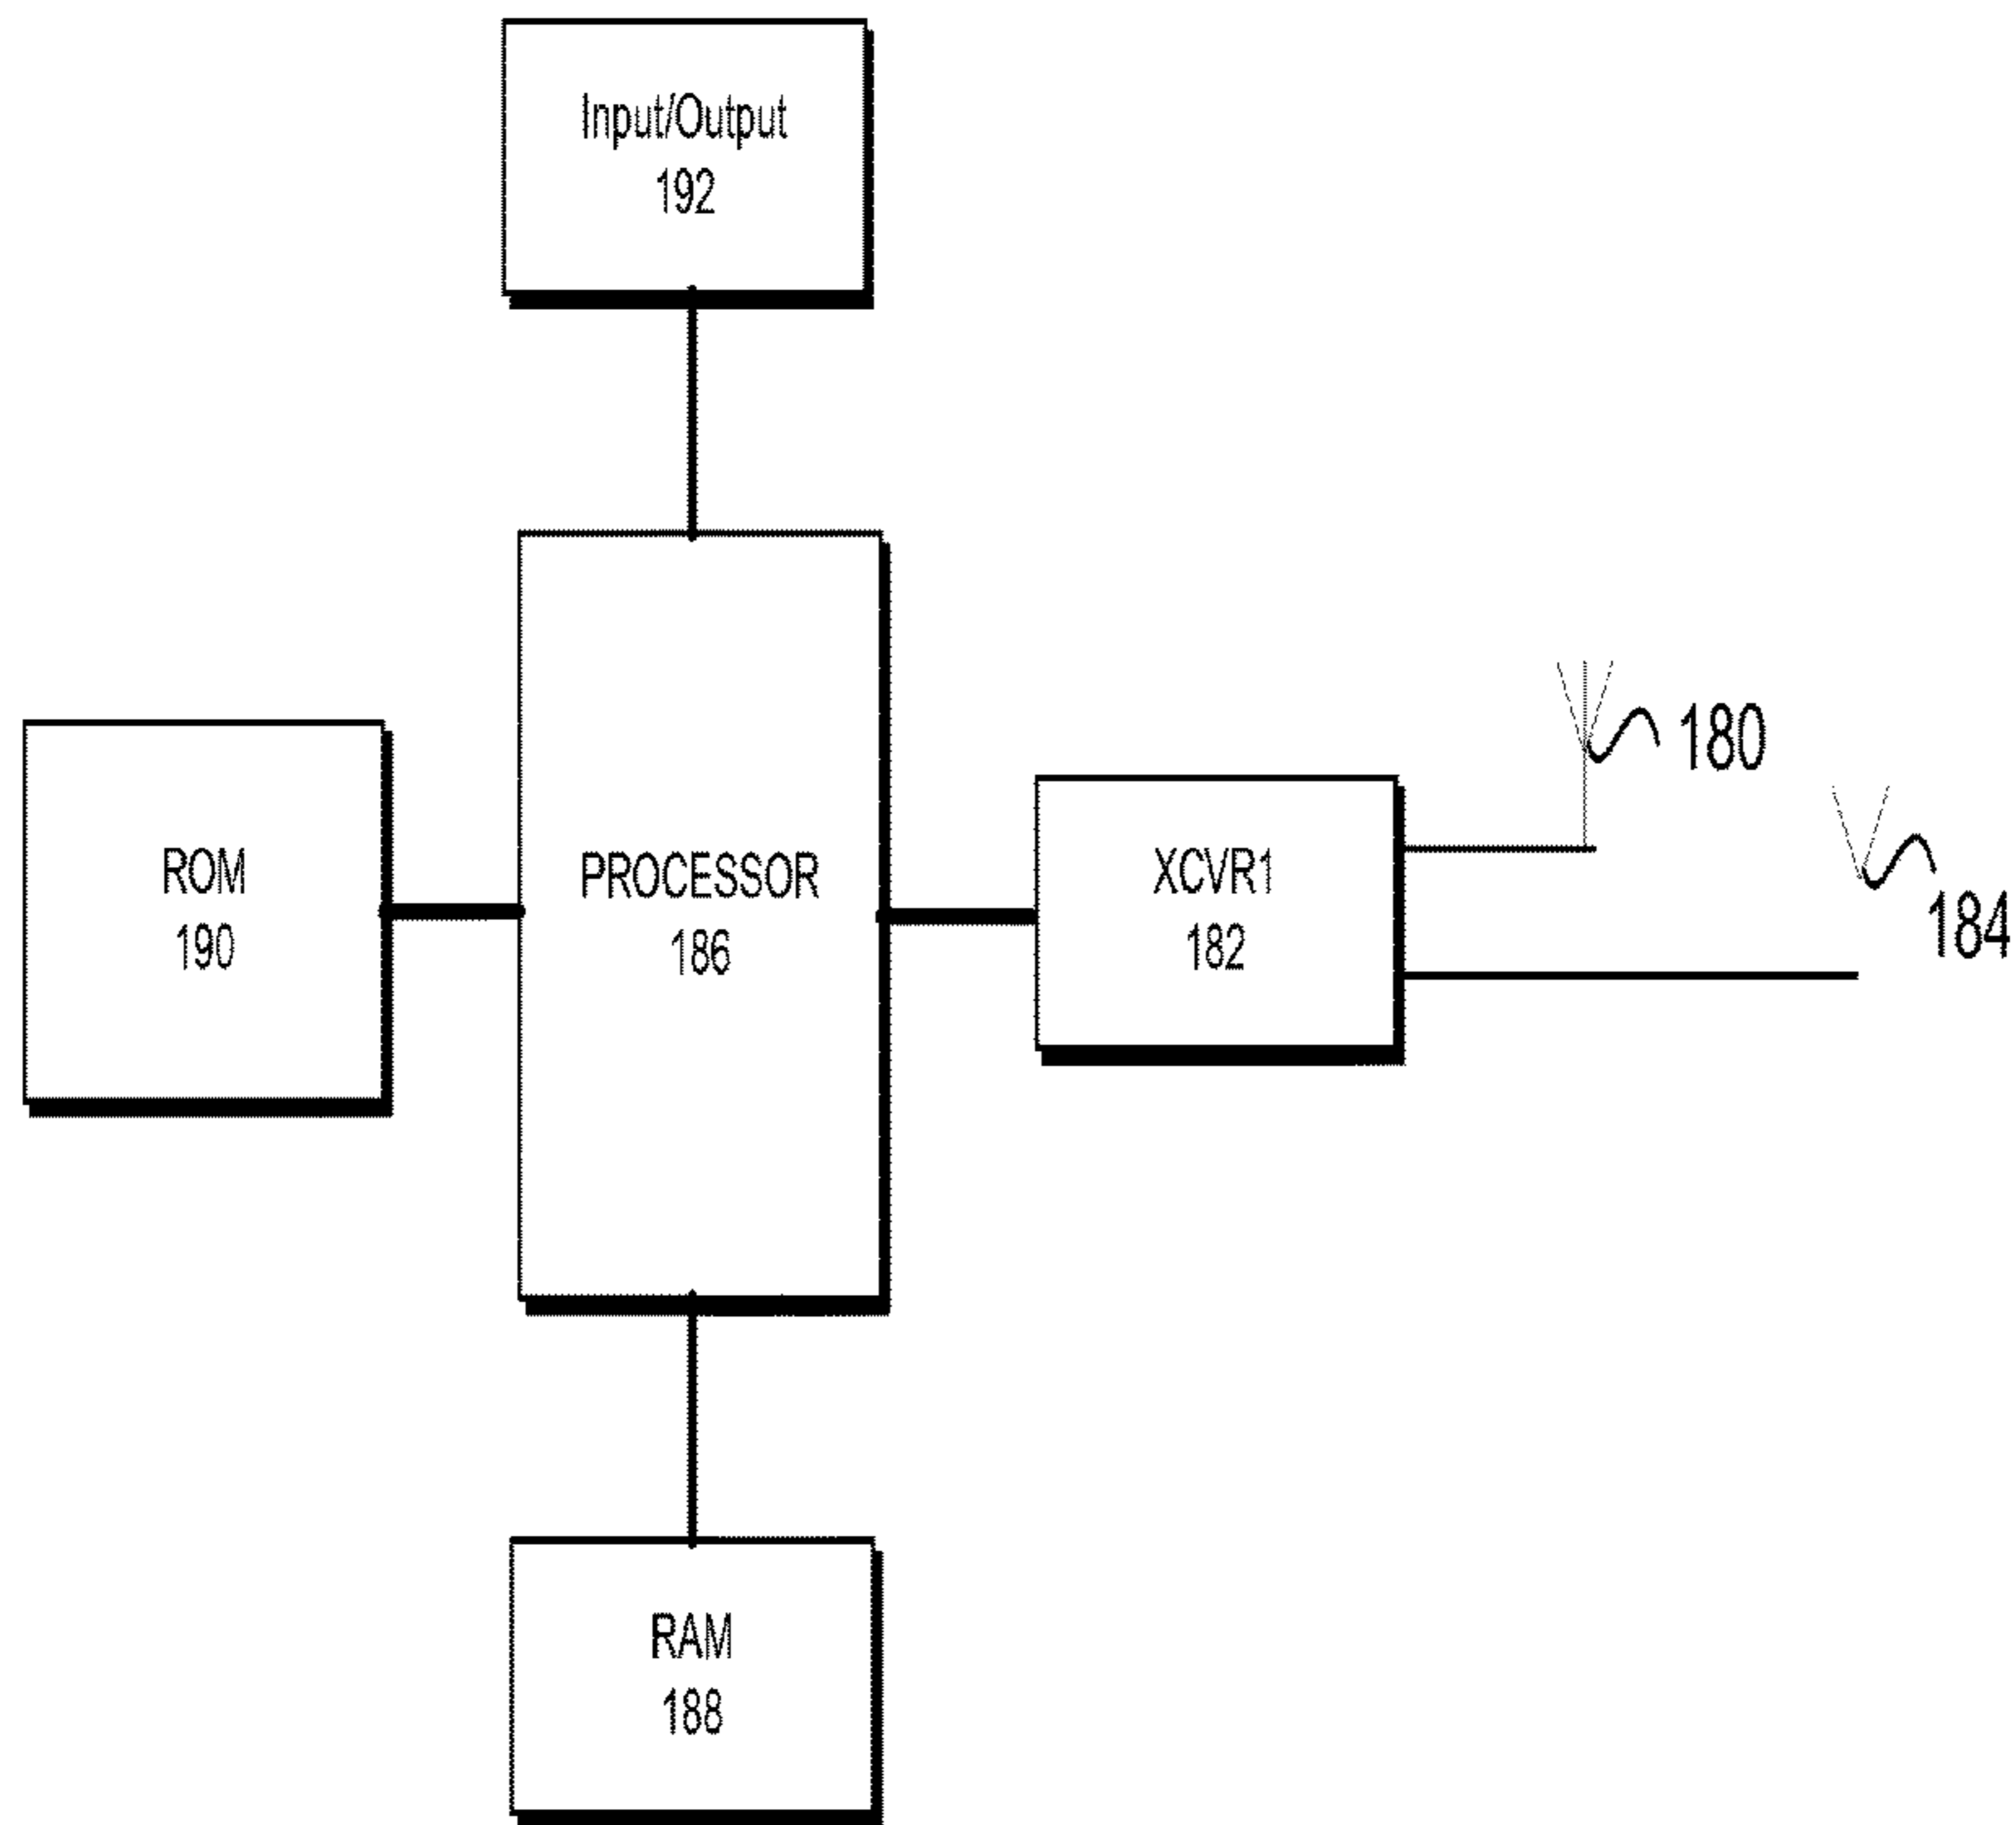 Input/Output
192
180
ROM
190
PROCESSOR
186
XCVR1
182
184
RAM
188